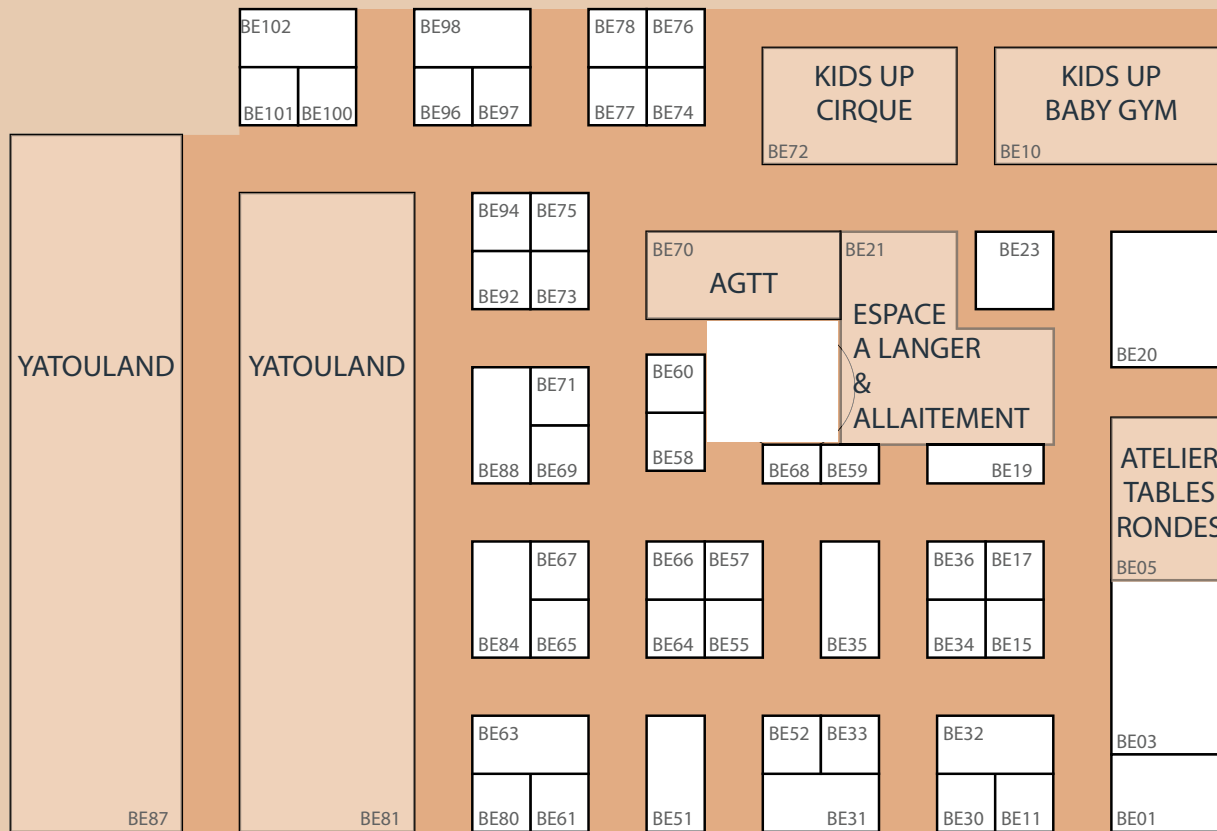 BE102
BE98
BE78
BE76
BE101
BE100
BE96
BE97
BE77
BE74
KIDS UP
CIRQUE
BE72
KIDS UP
BABY GYM
BE10
BE94
BE75
BE92
BE73
BE70
AGTT
BE21
ESPACE
A LANGER
&
ALLAITEMENT
BE23
BE20
YATOULAND
YATOULAND
BE71
BE88
BE69
BE60
BE58
BE68
BE59
BE19
ATELIER
TABLES
RONDES
BE05
BE67
BE84
BE65
BE66
BE57
BE64
BE55
BE35
BE36
BE17
BE34
BE15
BE03
BE63
BE80
BE61
BE51
BE52
BE33
BE31
BE32
BE30
BE11
BE01
BE87
BE81